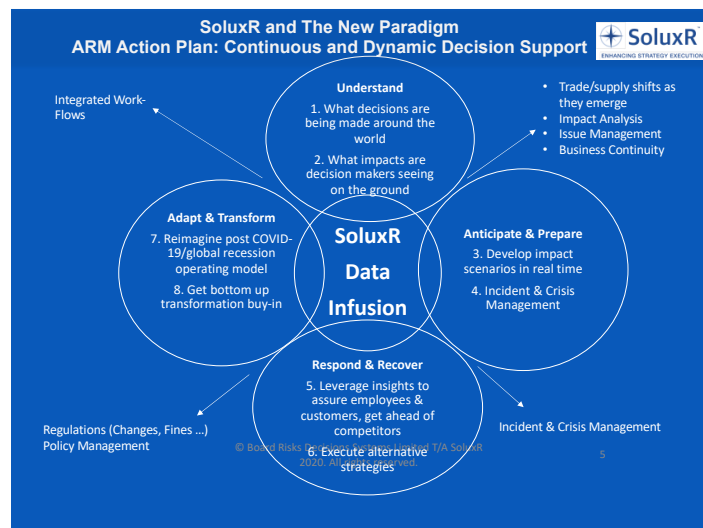 SoluxR and The New Paradigm
ARM Action Plan: Continuous and Dynamic Decision Support
SoluxR®
ENHANCING STRATEGY EXECUTION
Understand
1. What decisions are
being made around the
world
2. What impacts are
decision makers seeing
on the ground
Integrated Work-
Flows
• Trade/supply shifts as
they emerge
• Impact Analysis
• Issue Management
• Business Continuity
Adapt & Transform
7. Reimagine post COVID-
19/global recession
operating model
8. Get bottom up
transformation buy-in
SoluxR
Data
Infusion
Anticipate & Prepare
3. Develop impact
scenarios in real time
4. Incident & Crisis
Management
Respond & Recover
5. Leverage insights to
assure employees &
customers, get ahead of
competitors
6. Execute alternative
strategies
Regulations (Changes, Fines …)
Policy Management
Incident & Crisis Management
© Board Risks Decisions Systems Limited T/A SoluxR
2020. All rights reserved.
5